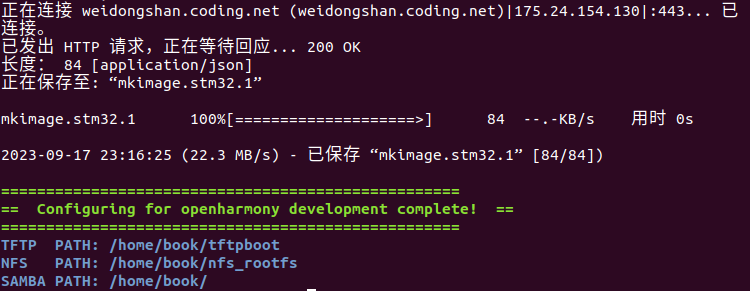 正在连接 weidongshan.coding.net (weidongshan.coding.net)|175.24.154.130|:443... 已
连接。
已发出 HTTP 请求，正在等待回应... 200 OK
长度： 84 [application/json]
正在保存至: “mkimage.stm32.1”
mkimage.stm32.1      100%[====================>]      84  --.-KB/s    用时 0s
2023-09-17 23:16:25 (22.3 MB/s) - 已保存 “mkimage.stm32.1” [84/84])
===================================================
==  Configuring for openharmony development complete!  ==
===================================================
TFTP  PATH: /home/book/tftpboot
NFS   PATH: /home/book/nfs_rootfs
SAMBA PATH: /home/book/